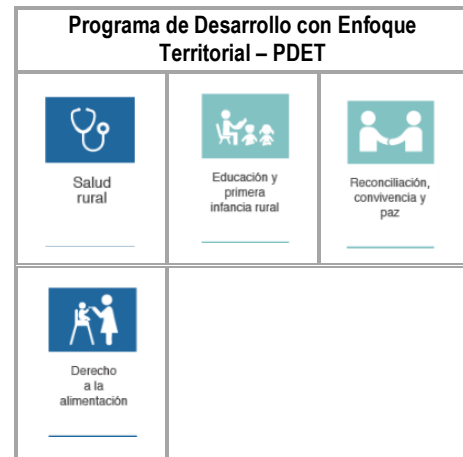 Programa de Desarrollo con Enfoque
Territorial – PDET
Salud
rural
Educación y
primera
infancia rural
Reconciliación,
convivencia y
paz
Derecho
a la
alimentación